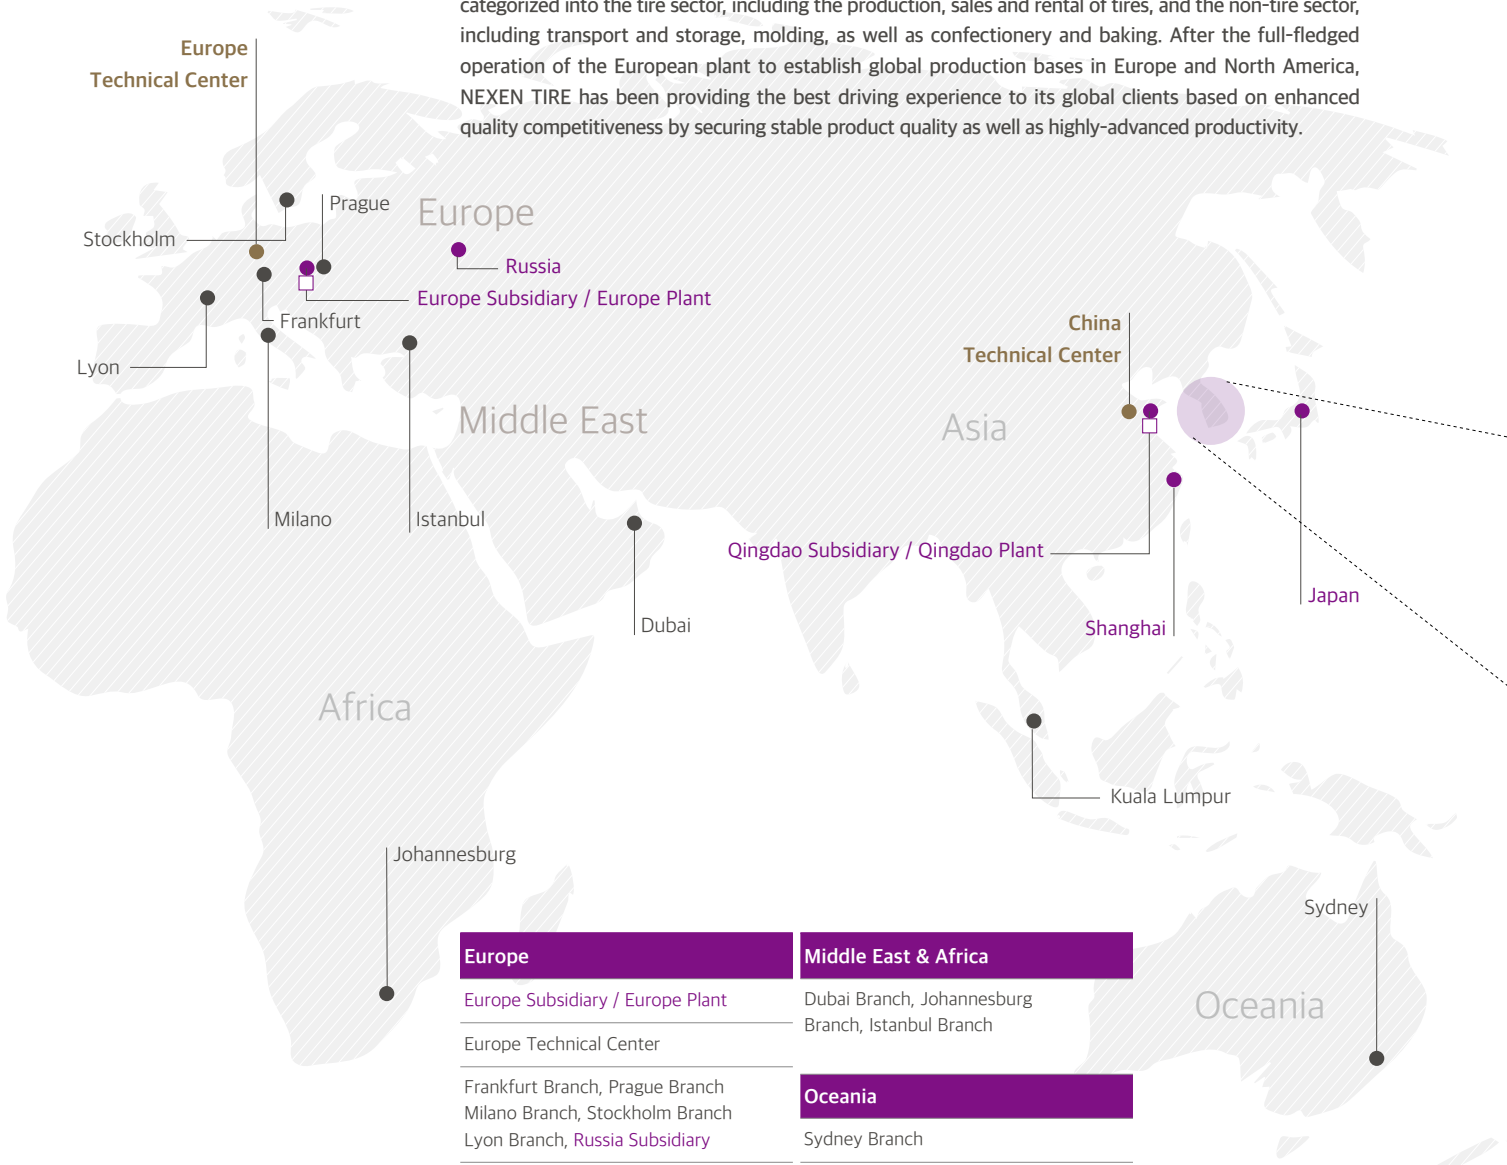 categorized into the tire sector, including the production, sales and rental of tires, and the non-tire sector,
including transport and storage, molding, as well as confectionery and baking. After the full-fledged
operation of the European plant to establish global production bases in Europe and North America,
NEXEN TIRE has been providing the best driving experience to its global clients based on enhanced
quality competitiveness by securing stable product quality as well as highly-advanced productivity.
Europe
Technical Center
Prague
Europe
Stockholm
Russia
Europe Subsidiary / Europe Plant
Frankfurt
China
Technical Center
Lyon
Middle East
Asia
Milano
Istanbul
Qingdao Subsidiary / Qingdao Plant
Japan
Dubai
Shanghai
Africa
Kuala Lumpur
Johannesburg
Sydney
Oceania
Europe
Europe Subsidiary / Europe Plant
Europe Technical Center
Frankfurt Branch, Prague Branch
Milano Branch, Stockholm Branch
Lyon Branch, Russia Subsidiary
Middle East & Africa
Dubai Branch, Johannesburg
Branch, Istanbul Branch
Oceania
Sydney Branch